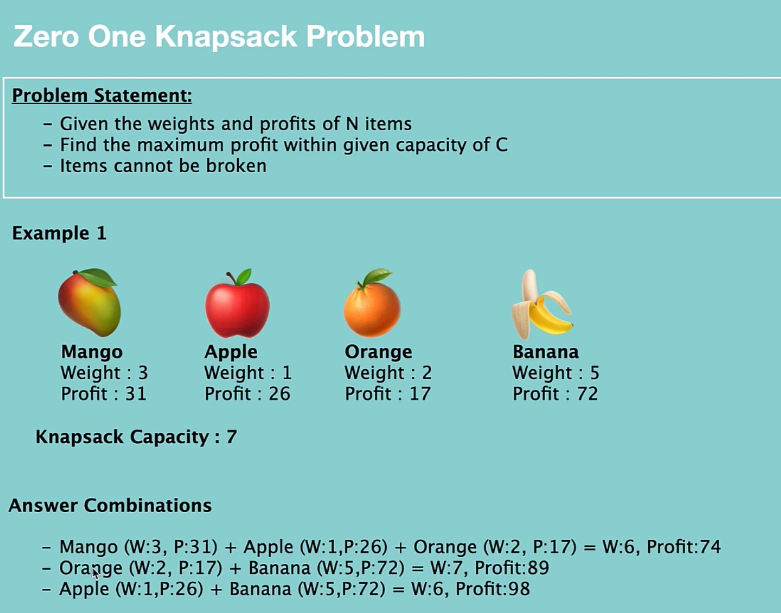 Zero One Knapsack Problem
Problem Statement:
– Given the weights and profits of N items
– Find the maximum profit within given capacity of C
– Items cannot be broken
Example 1
Mango Apple Orange Banana
Weight : 3 Weight : 1 Weight : 2 Weight : 5
Profit : 31 Profit : 26 Profit : 17 Profit : 72
Knapsack Capacity : 7
Answer Combinations
– Mango (W:3, P:31) + Apple (W:1,P:26) + Orange (W:2, P:17) = W:6, Profit:74
– Orange (W:2, P:17) + Banana (W:5,P:72) = W:7, Profit:89
– Apple (W:1,P:26) + Banana (W:5,P:72) = W:6, Profit:98